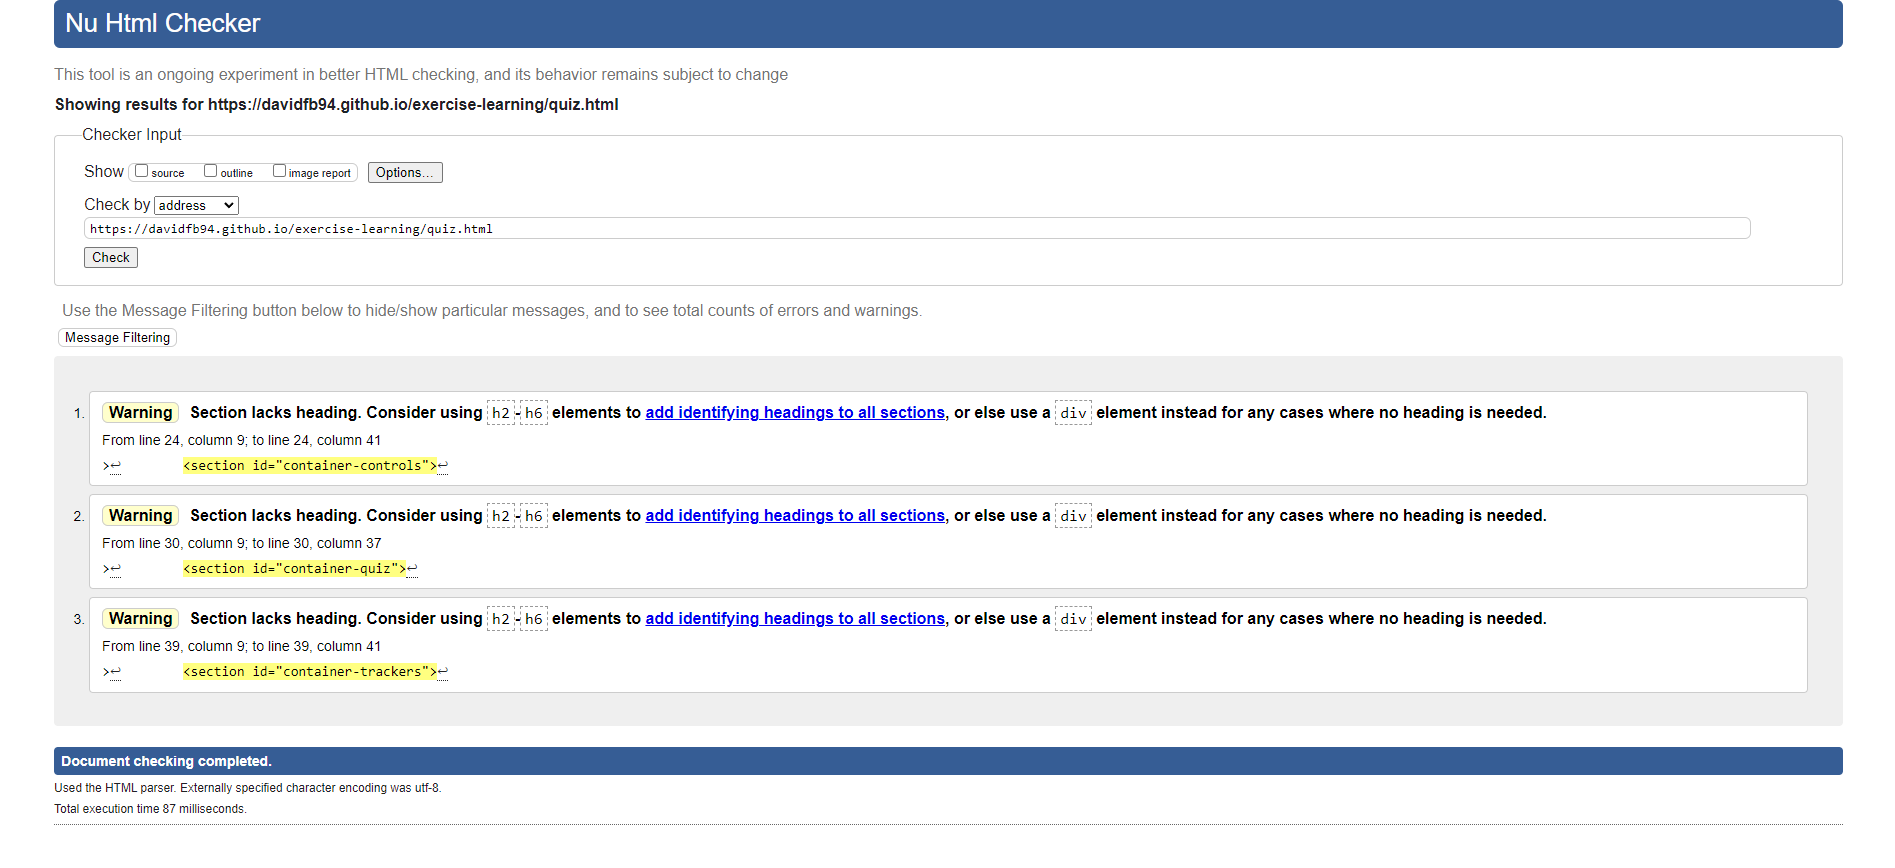 Nu Html Checker
This tool is an ongoing experiment in better HTML checking, and its behavior remains subject to change
Showing results for https://davidfb94.github.io/exercise-learning/quiz.html
Checker Input
Show source outline image report Options...
Check by address
https://davidfb94.github.io/exercise-learning/quiz.html
Check
Use the Message Filtering button below to hide/show particular messages, and to see total counts of errors and warnings.
Message Filtering
1. Warning Section lacks heading. Consider using h2-h6 elements to add identifying headings to all sections, or else use a div element instead for any cases where no heading is needed.
From line 24, column 9; to line 24, column 41
>↩ <section id="container-controls">↩
2. Warning Section lacks heading. Consider using h2-h6 elements to add identifying headings to all sections, or else use a div element instead for any cases where no heading is needed.
From line 30, column 9; to line 30, column 37
>↩ <section id="container-quiz">↩
3. Warning Section lacks heading. Consider using h2-h6 elements to add identifying headings to all sections, or else use a div element instead for any cases where no heading is needed.
From line 39, column 9; to line 39, column 41
>↩ <section id="container-trackers">↩
Document checking completed.
Used the HTML parser. Externally specified character encoding was utf-8.
Total execution time 87 milliseconds.